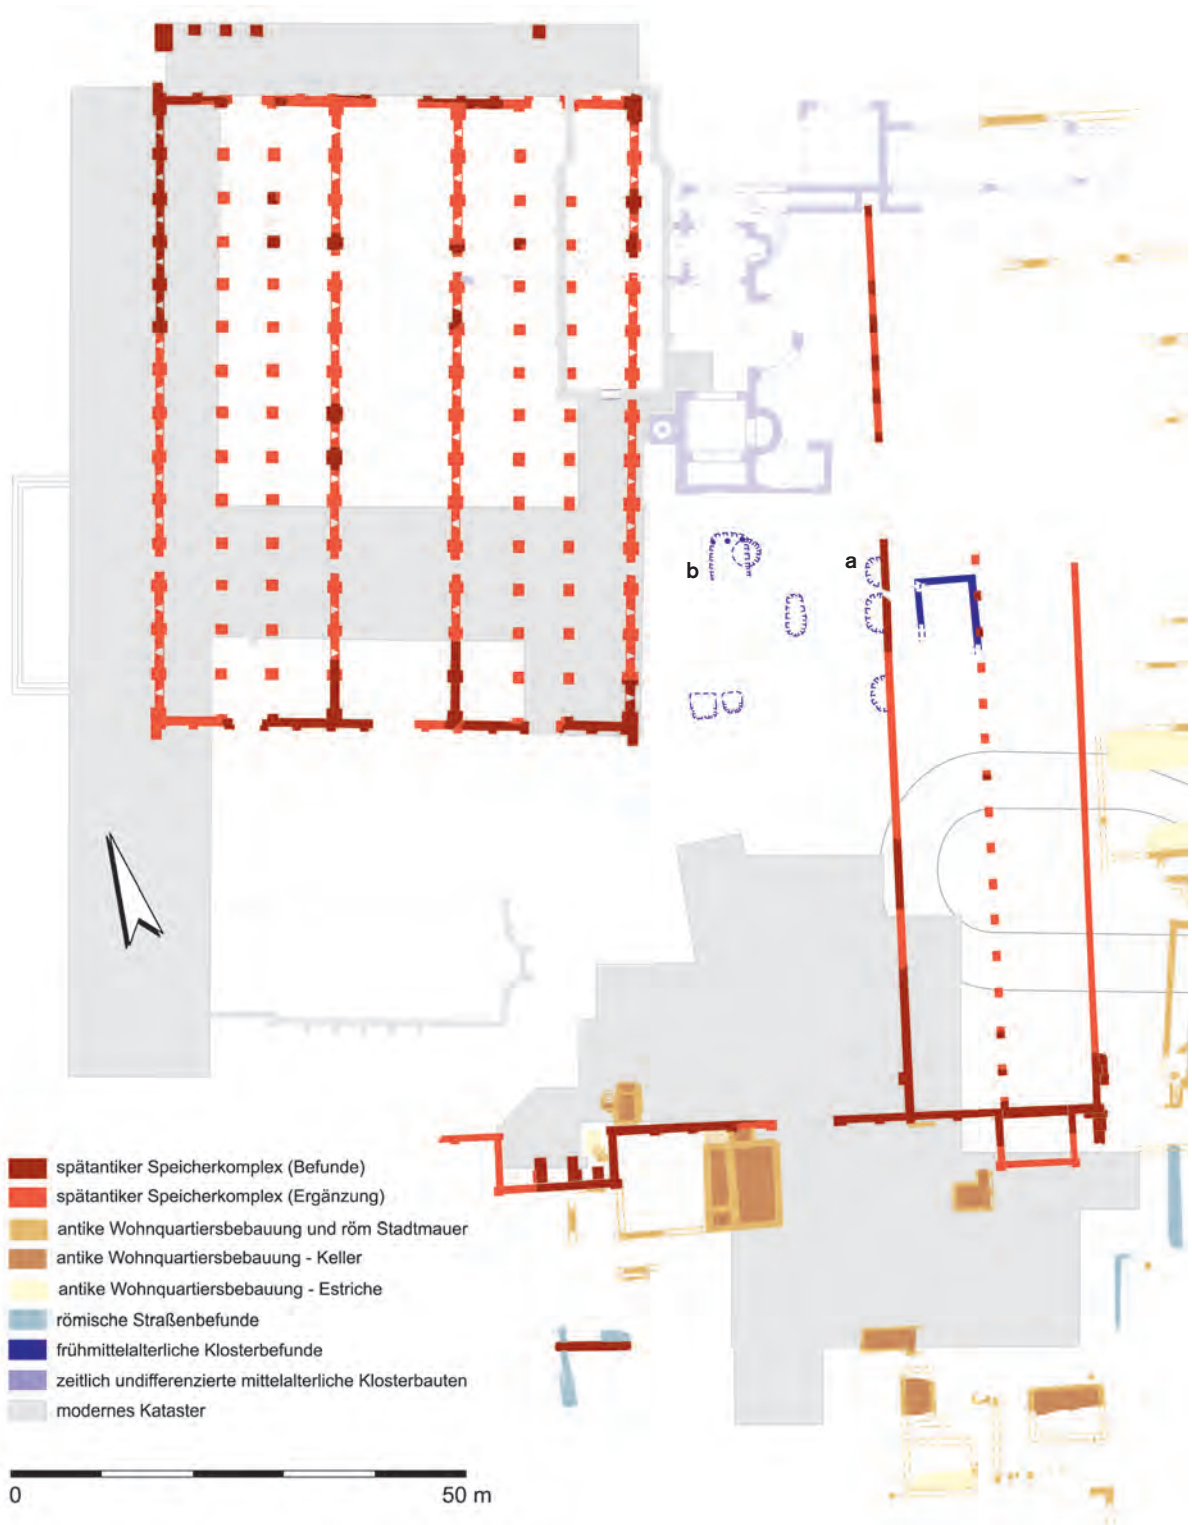 b
a
spätantiker Speicherkomplex (Befunde)
spätantiker Speicherkomplex (Ergänzung)
antike Wohnquartiersbebauung und röm Stadtmauer
antike Wohnquartiersbebauung - Keller
antike Wohnquartiersbebauung - Estriche
römische Straßenbefunde
frühmittelalterliche Klosterbefunde
zeitlich undifferenzierte mittelalterliche Klosterbauten
modernes Kataster
0 50 m